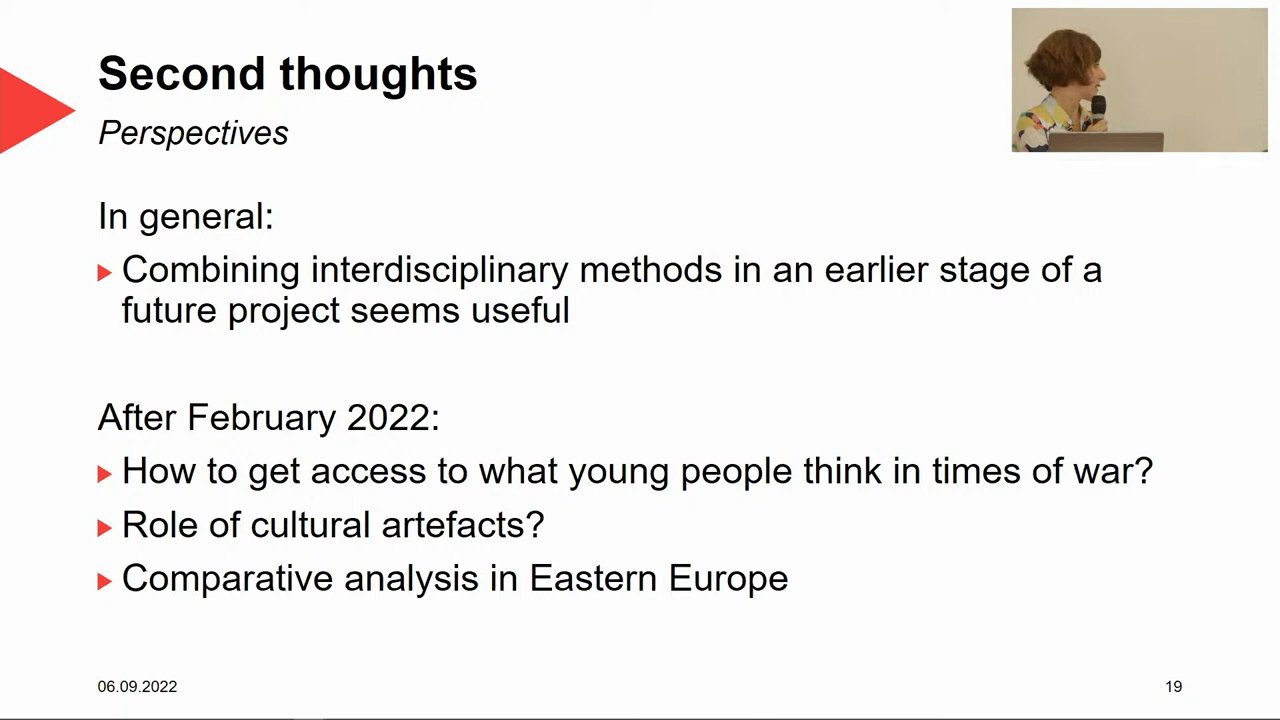 Second thoughts
Perspectives
In general:
Combining interdisciplinary methods in an earlier stage of a
future project seems useful
After February 2022:
How to get access to what young people think in times of war?
Role of cultural artefacts?
Comparative analysis in Eastern Europe
06.09.2022
19